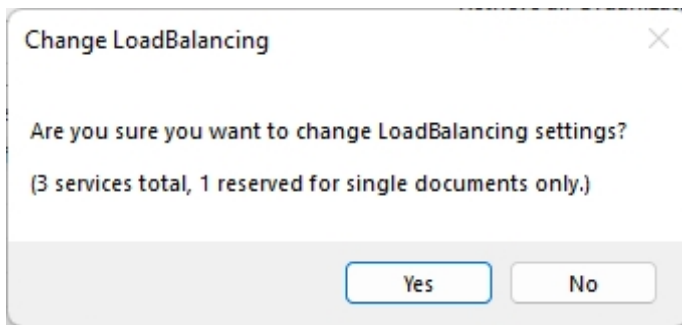 Change LoadBalancing
Are you sure you want to change LoadBalancing settings?
(3 services total, 1 reserved for single documents only.)
Yes No